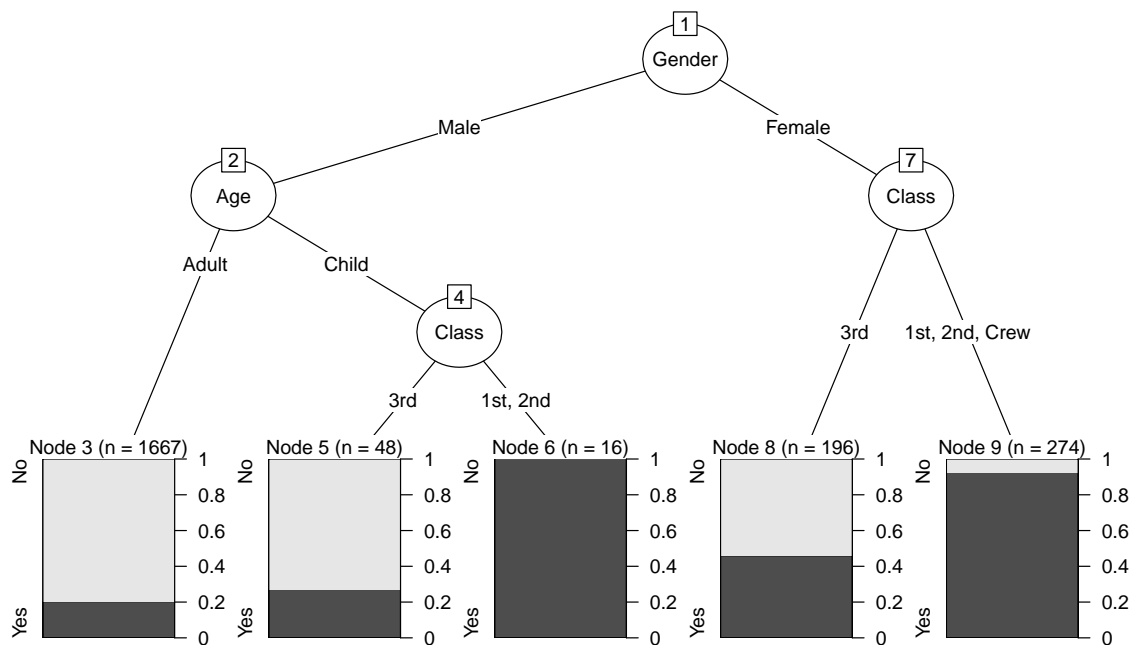 1
Gender
Male
Female
2
Age
7
Class
Adult
Child
4
Class
3rd
1st, 2nd, Crew
3rd
1st, 2nd
Node 3 (n = 1667)
Yes
No
0
0.2
0.4
0.6
0.8
1
Node 5 (n = 48)
Yes
No
0
0.2
0.4
0.6
0.8
1
Node 6 (n = 16)
Yes
No
0
0.2
0.4
0.6
0.8
1
Node 8 (n = 196)
Yes
No
0
0.2
0.4
0.6
0.8
1
Node 9 (n = 274)
Yes
No
0
0.2
0.4
0.6
0.8
1